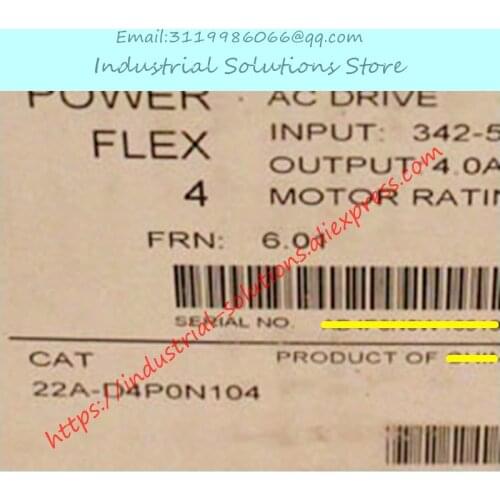 Email:3119986066@qq.com
Industrial Solutions Store
POWER AC DRIVE
FLEX INPUT: 342-5
OUTPUT 4.0A
4 MOTOR RATIN
FRN: 6.01
https://industrial-solutions.aliexpress.com
SERIAL NO.
CAT PRODUCT OF
22A-D4P0N104